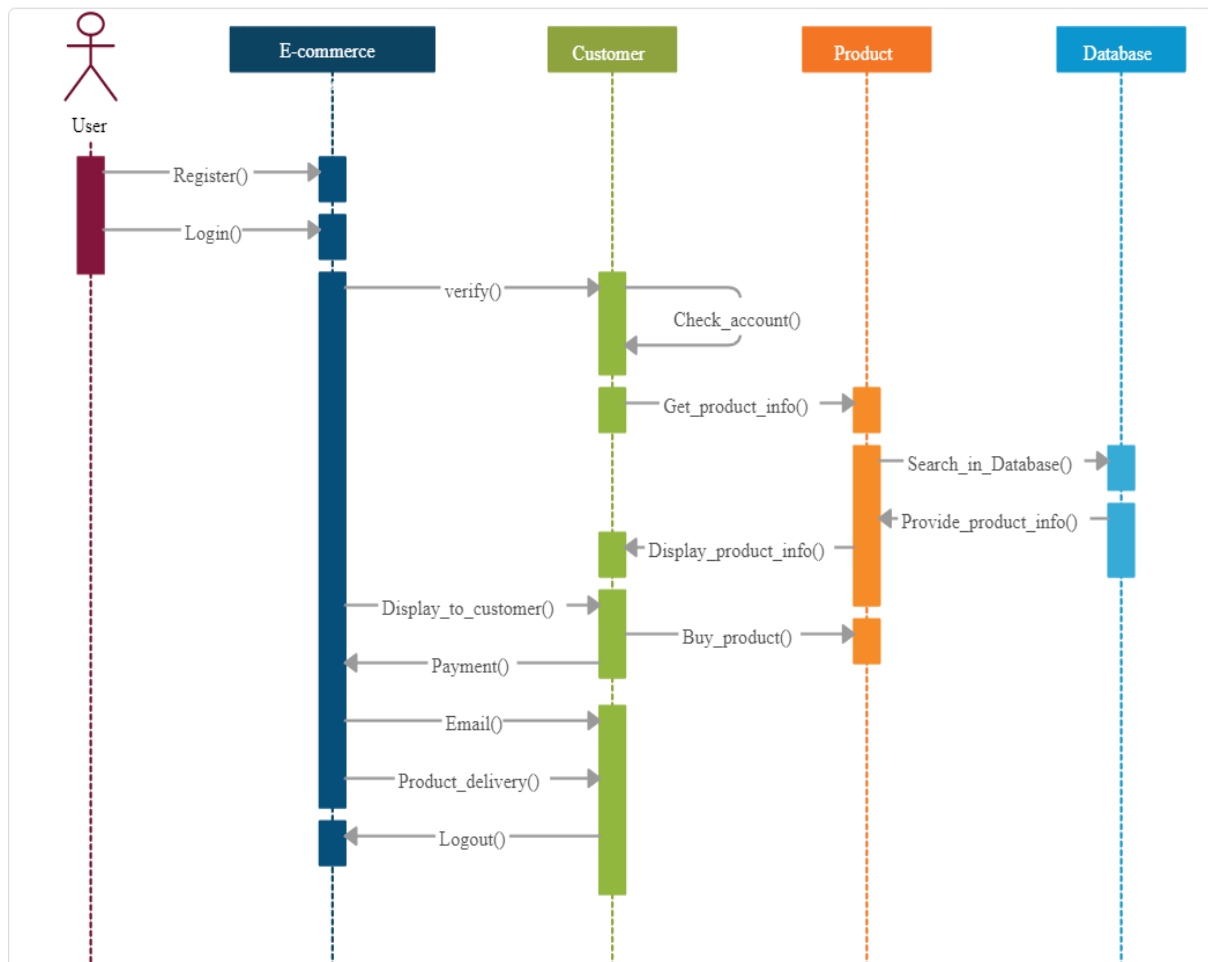 E-commerce
Customer
Product
Database
User
Register()
Login()
verify()
Check_account()
Get_product_info()
Search_in_Database()
Provide_product_info()
Display_product_info()
Display_to_customer()
Buy_product()
Payment()
Email()
Product_delivery()
Logout()